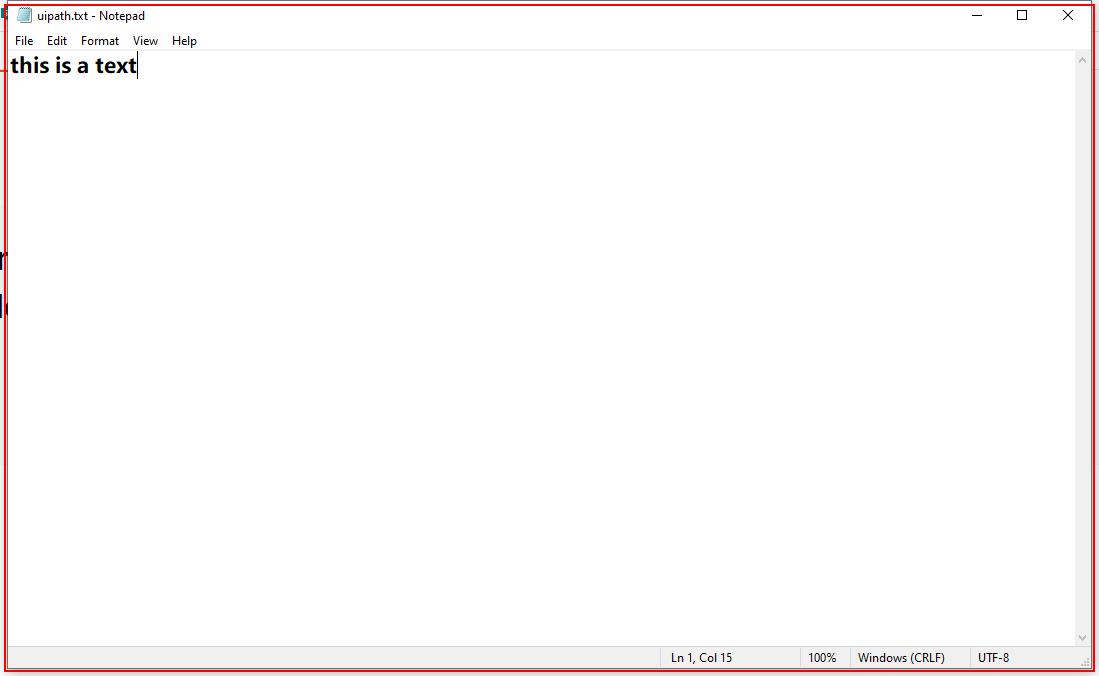 uipath.txt - Notepad
File Edit Format View Help
this is a text
Ln 1, Col 15 100% Windows (CRLF) UTF-8